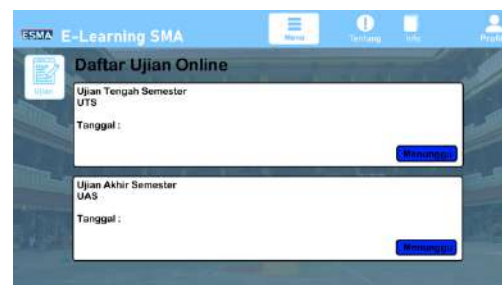 ESMA E-Learning SMA
Menu
Tentang
Info
Profil
Ujian
Daftar Ujian Online
Ujian Tengah Semester
UTS
Tanggal :
Menunggu
Ujian Akhir Semester
UAS
Tanggal :
Menunggu